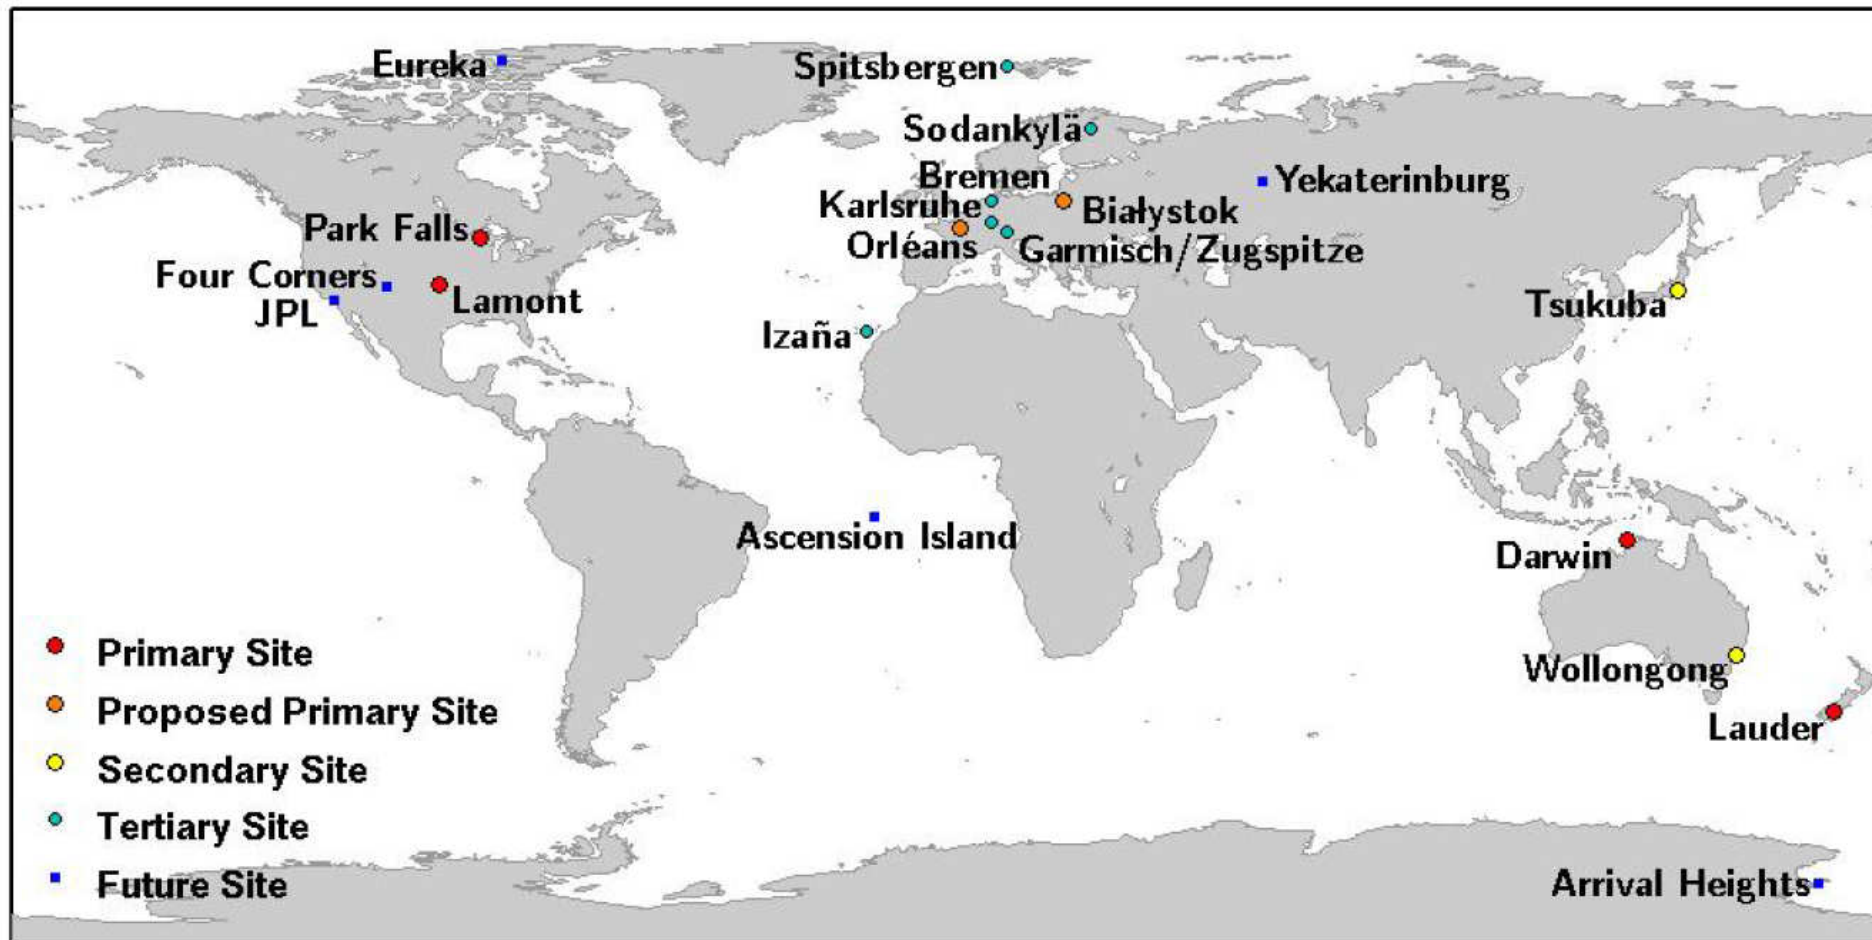 Eureka
Spitsbergen
Sodankylä
Bremen
Yekaterinburg
Karlsruhe
Białystok
Park Falls
Orléans
Garmisch/Zugspitze
Four Corners
JPL
Lamont
Tsukuba
Izaña
Ascension Island
Darwin
Wollongong
Lauder
Primary Site
Proposed Primary Site
Secondary Site
Tertiary Site
Future Site
Arrival Heights